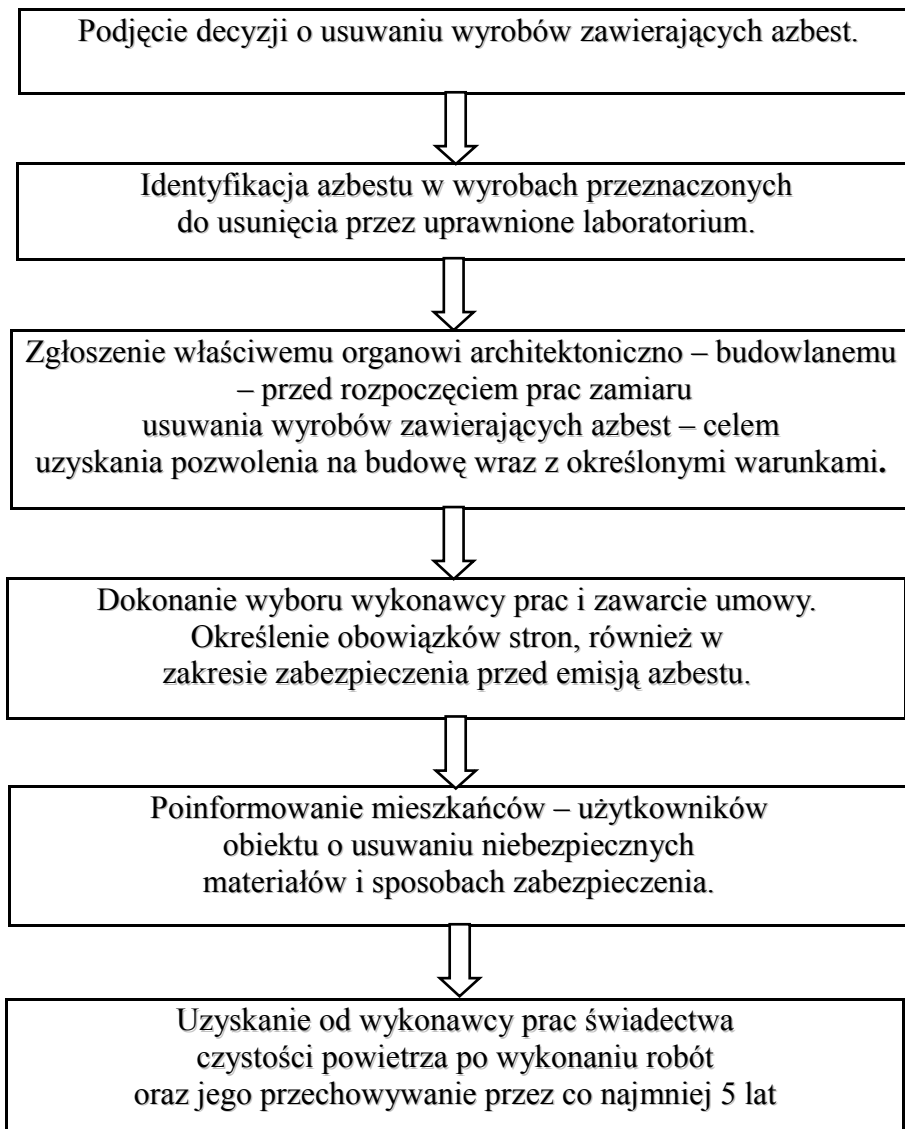 Podjęcie decyzji o usuwaniu wyrobów zawierających azbest.
Identyfikacja azbestu w wyrobach przeznaczonych
do usunięcia przez uprawnione laboratorium.
Zgłoszenie właściwemu organowi architektoniczno – budowlanemu
– przed rozpoczęciem prac zamiaru
usuwania wyrobów zawierających azbest – celem
uzyskania pozwolenia na budowę wraz z określonymi warunkami.
Dokonanie wyboru wykonawcy prac i zawarcie umowy.
Określenie obowiązków stron, również w
zakresie zabezpieczenia przed emisją azbestu.
Poinformowanie mieszkańców – użytkowników
obiektu o usuwaniu niebezpiecznych
materiałów i sposobach zabezpieczenia.
Uzyskanie od wykonawcy prac świadectwa
czystości powietrza po wykonaniu robót
oraz jego przechowywanie przez co najmniej 5 lat